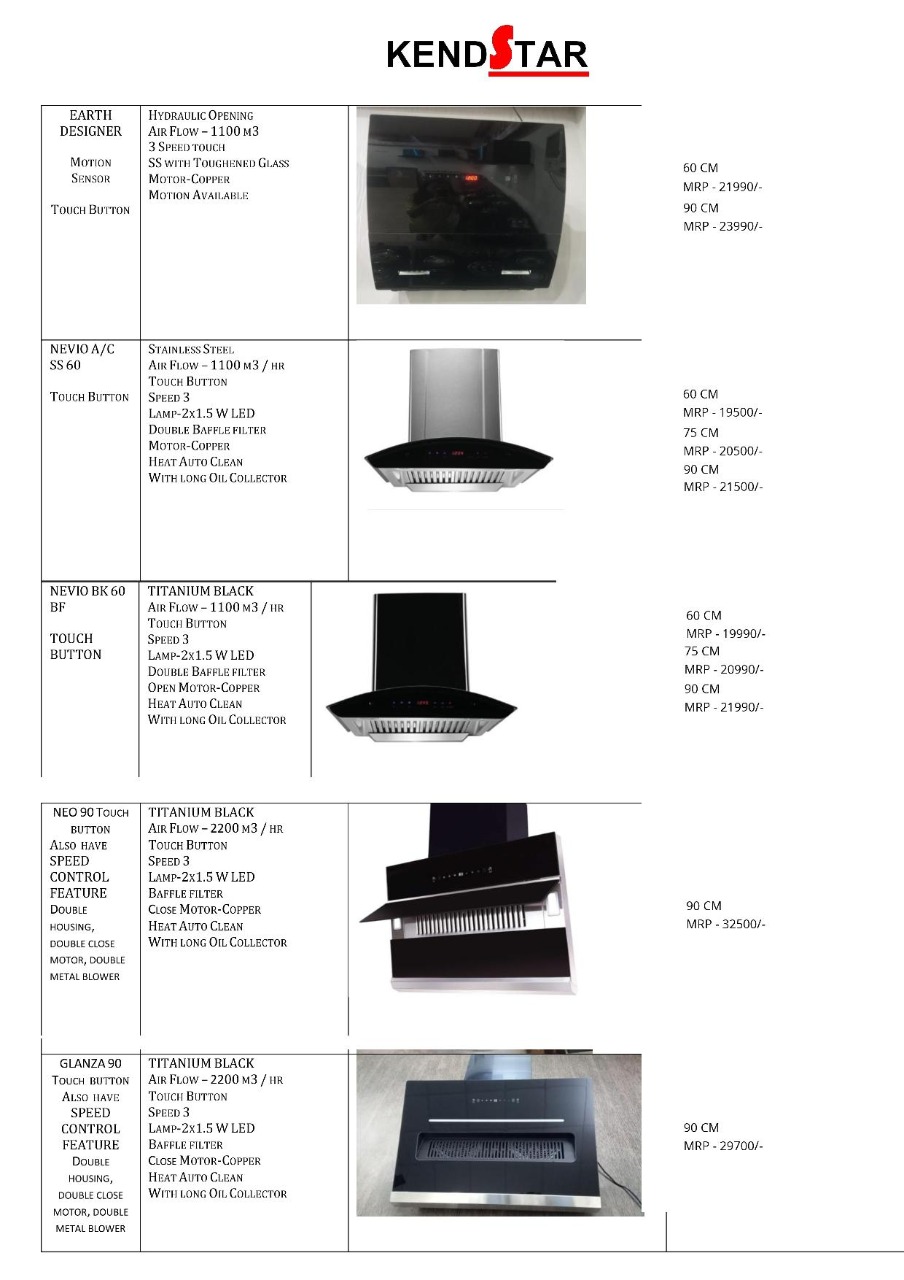 KENDSTAR
EARTH
DESIGNER
MOTION
SENSOR
TOUCH BUTTON
HYDRAULIC OPENING
AIR FLOW – 1100 M3
3 SPEED TOUCH
SS WITH TOUGHENED GLASS
MOTOR-COPPER
MOTION AVAILABLE
60 CM
MRP - 21990/-
90 CM
MRP - 23990/-
NEVIO A/C
SS 60
TOUCH BUTTON
STAINLESS STEEL
AIR FLOW – 1100 M3 / HR
TOUCH BUTTON
SPEED 3
LAMP-2X1.5 W LED
DOUBLE BAFFLE FILTER
MOTOR-COPPER
HEAT AUTO CLEAN
WITH LONG OIL COLLECTOR
60 CM
MRP - 19500/-
75 CM
MRP - 20500/-
90 CM
MRP - 21500/-
NEVIO BK 60
BF
TOUCH
BUTTON
TITANIUM BLACK
AIR FLOW – 1100 M3 / HR
TOUCH BUTTON
SPEED 3
LAMP-2X1.5 W LED
DOUBLE BAFFLE FILTER
OPEN MOTOR-COPPER
HEAT AUTO CLEAN
WITH LONG OIL COLLECTOR
60 CM
MRP - 19990/-
75 CM
MRP - 20990/-
90 CM
MRP - 21990/-
NEO 90 TOUCH
BUTTON
ALSO HAVE
SPEED
CONTROL
FEATURE
DOUBLE
HOUSING,
DOUBLE CLOSE
MOTOR, DOUBLE
METAL BLOWER
TITANIUM BLACK
AIR FLOW – 2200 M3 / HR
TOUCH BUTTON
SPEED 3
LAMP-2X1.5 W LED
BAFFLE FILTER
CLOSE MOTOR-COPPER
HEAT AUTO CLEAN
WITH LONG OIL COLLECTOR
90 CM
MRP - 32500/-
GLANZA 90
TOUCH BUTTON
ALSO HAVE
SPEED
CONTROL
FEATURE
DOUBLE
HOUSING,
DOUBLE CLOSE
MOTOR, DOUBLE
METAL BLOWER
TITANIUM BLACK
AIR FLOW – 2200 M3 / HR
TOUCH BUTTON
SPEED 3
LAMP-2X1.5 W LED
BAFFLE FILTER
CLOSE MOTOR-COPPER
HEAT AUTO CLEAN
WITH LONG OIL COLLECTOR
90 CM
MRP - 29700/-